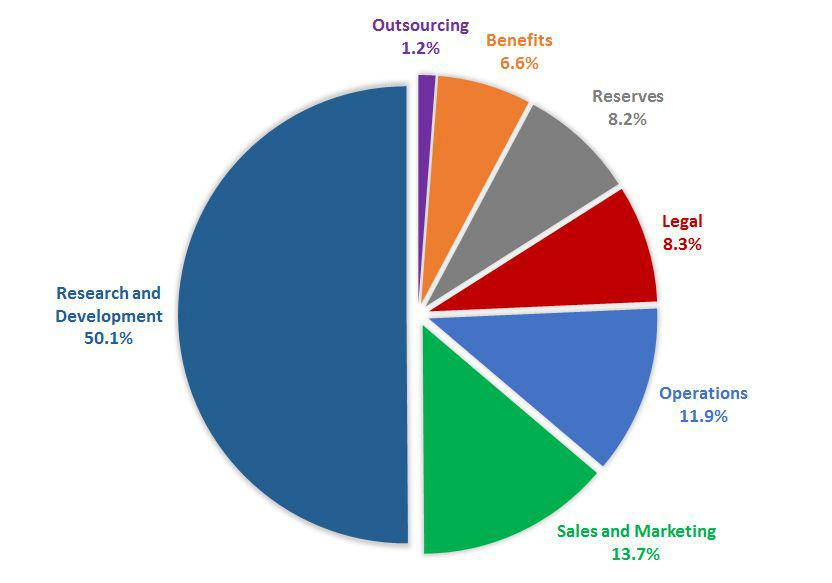 Outsourcing
1.2%
Benefits
6.6%
Reserves
8.2%
Legal
8.3%
Research and
Development
50.1%
Operations
11.9%
Sales and Marketing
13.7%